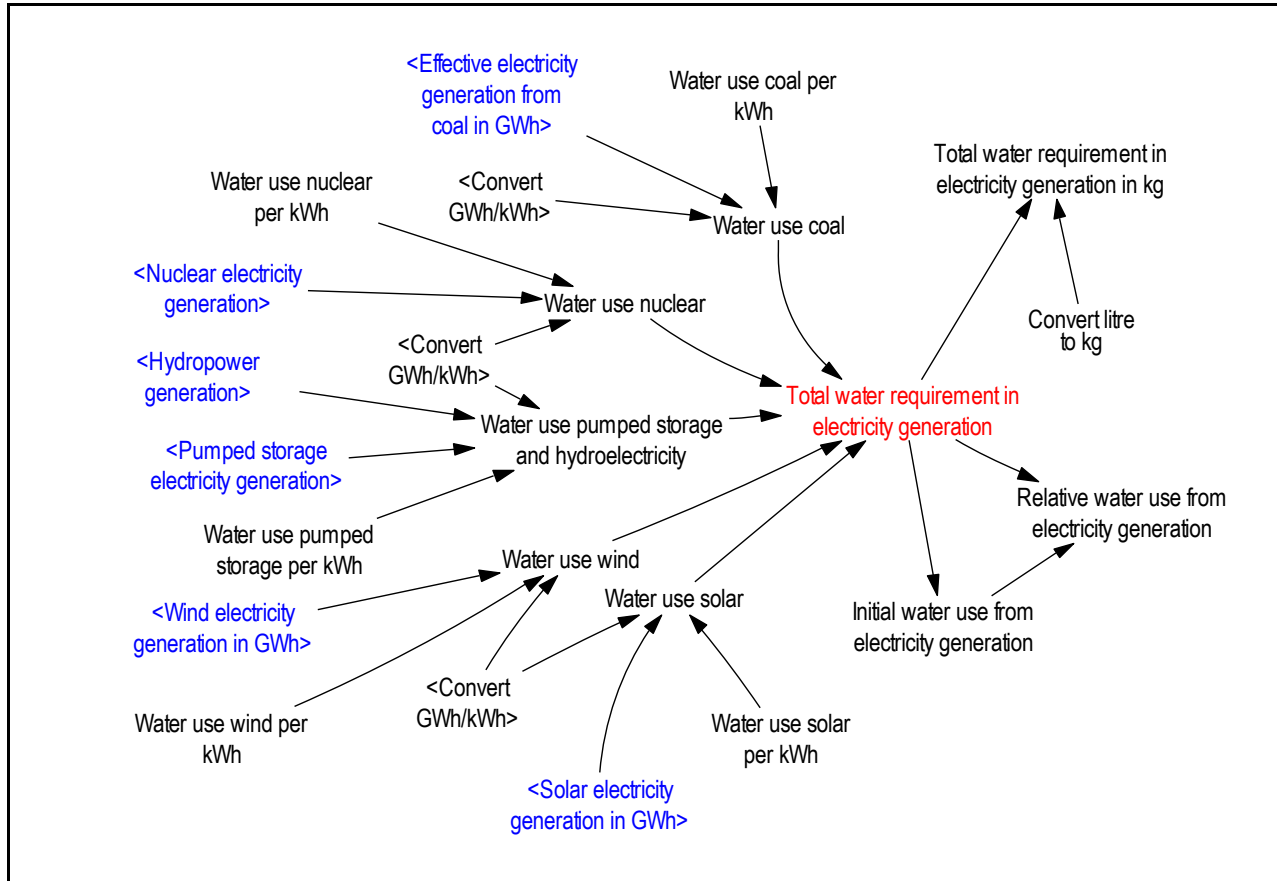 <Effective electricity
generation from
coal in GWh>
Water use coal per
kWh
Total water requirement in
electricity generation in kg
Water use nuclear
per kWh
<Convert
GWh/kWh>
Water use coal
<Nuclear electricity
generation>
Water use nuclear
Convert litre
to kg
<Hydropower
generation>
<Convert
GWh/kWh>
Total water requirement in
electricity generation
Water use pumped storage
and hydroelectricity
<Pumped storage
electricity generation>
Relative water use from
electricity generation
Water use pumped
storage per kWh
Water use wind
Water use solar
<Wind electricity
generation in GWh>
Initial water use from
electricity generation
<Convert
GWh/kWh>
Water use wind per
kWh
Water use solar
per kWh
<Solar electricity
generation in GWh>